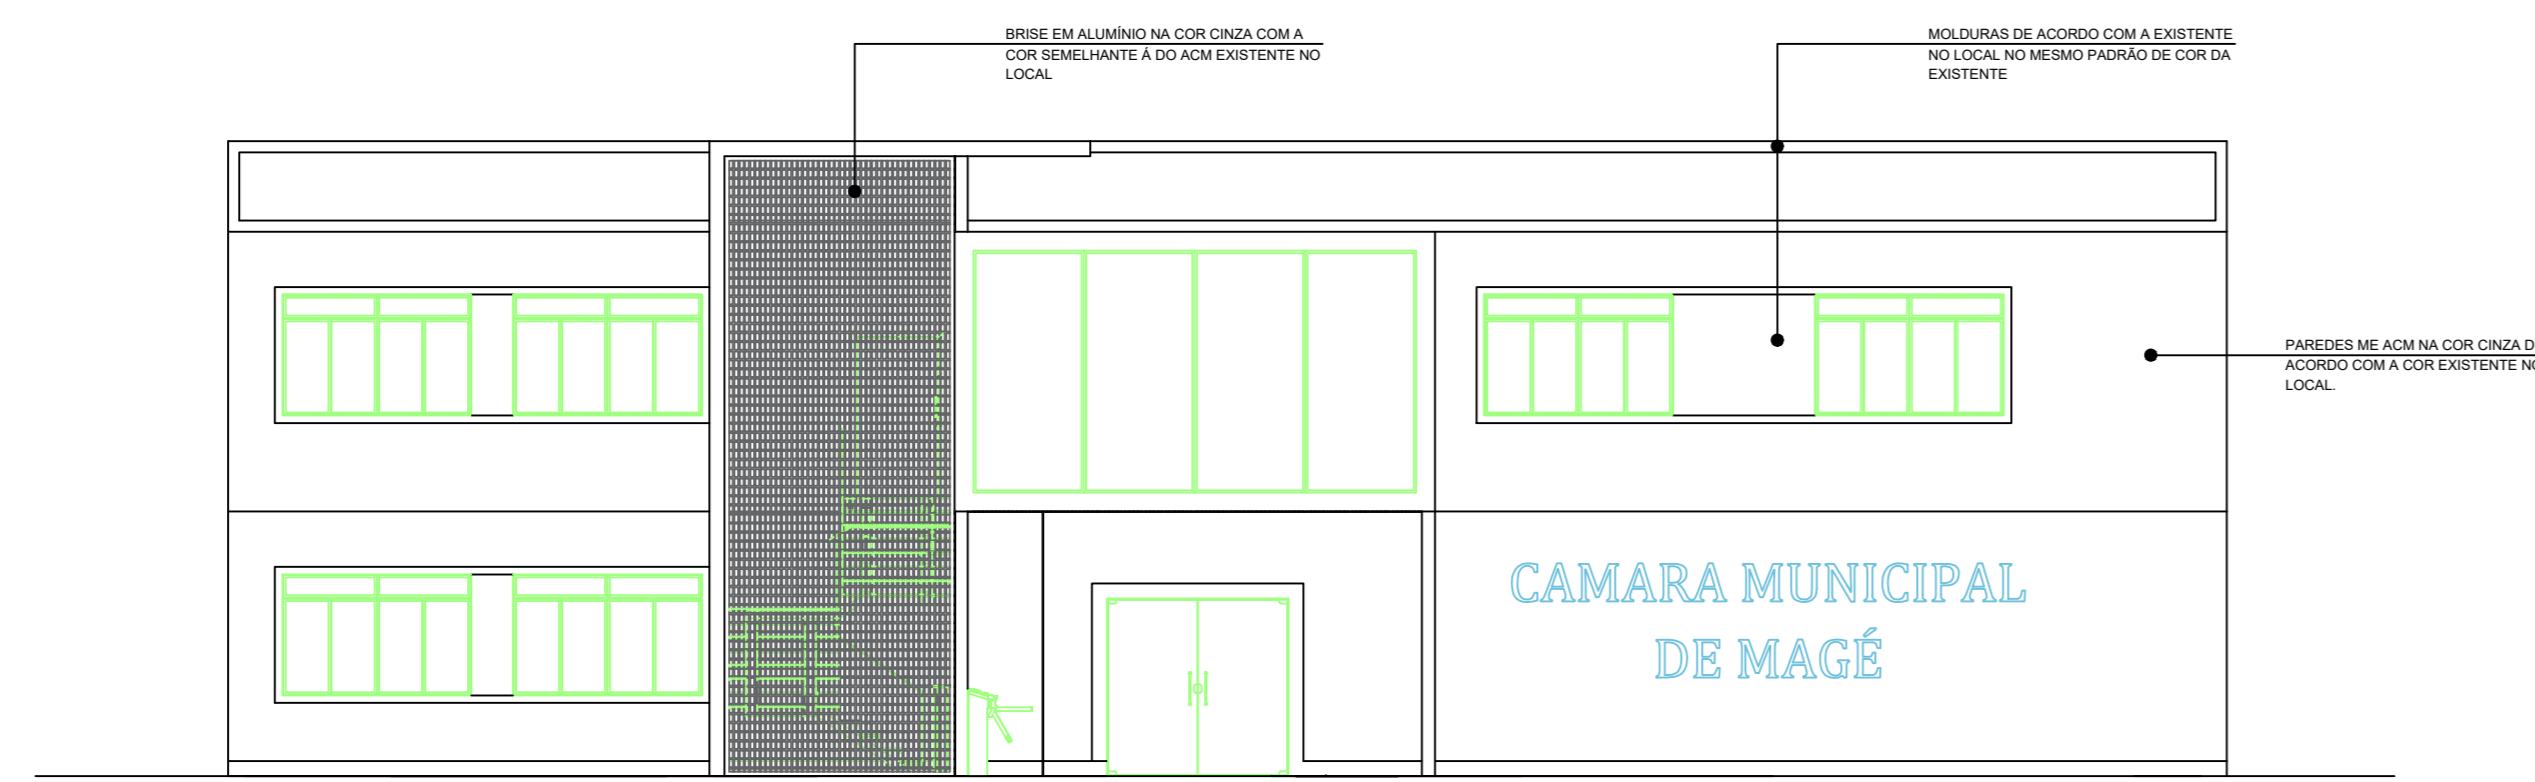 BRISE EM ALUMÍNIO NA COR CINZA COM A
COR SEMELHANTE Á DO ACM EXISTENTE NO
LOCAL
MOLDURAS DE ACORDO COM A EXISTENTE
NO LOCAL NO MESMO PADRÃO DE COR DA
EXISTENTE
PAREDES ME ACM NA COR CINZA
ACORDO COM A COR EXISTENTE
LOCAL.
CAMARA MUNICIPAL
DE MAGÉ